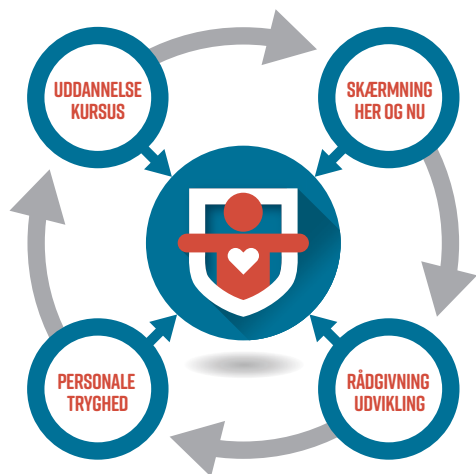 UDDANNELSE
KURSUS
SKÆRMNING
HER OG NU
PERSONALE
TRYGHED
RÅDGIVNING
UDVIKLING